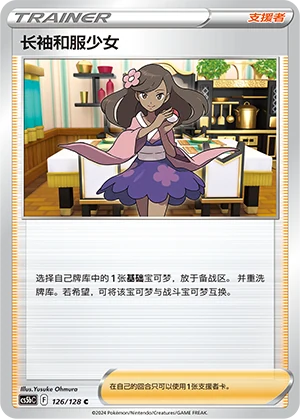 TRAINER 支援者
长袖和服少女
选择自己牌库中的1张基础宝可梦，放于备战区。并重洗
牌库。若希望，可将该宝可梦与战斗宝可梦互换。
Illus.Yusuke Ohmura
CS5bC F 126/128 C
在自己的回合只可以使用1张支援者卡。
©2024 Pokémon/Nintendo/Creatures/GAME FREAK.